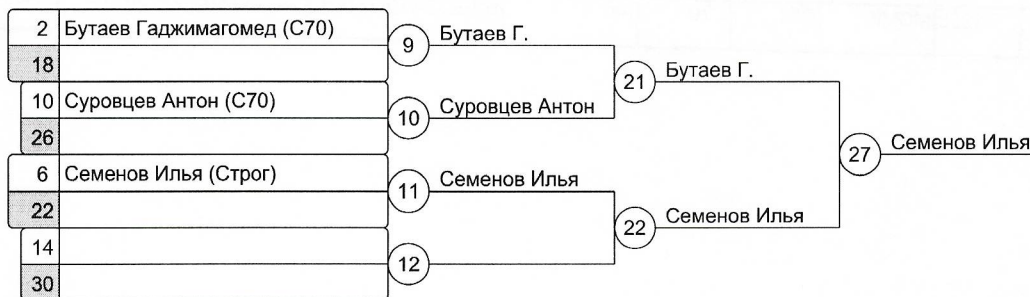 2 Бутаев Гаджимагомед (С70)
18
9 Бутаев Г.
21 Бутаев Г.
10 Суровцев Антон (С70)
26
10 Суровцев Антон
27 Семенов Илья
6 Семенов Илья (Строг)
22
11 Семенов Илья
22 Семенов Илья
14
30
12